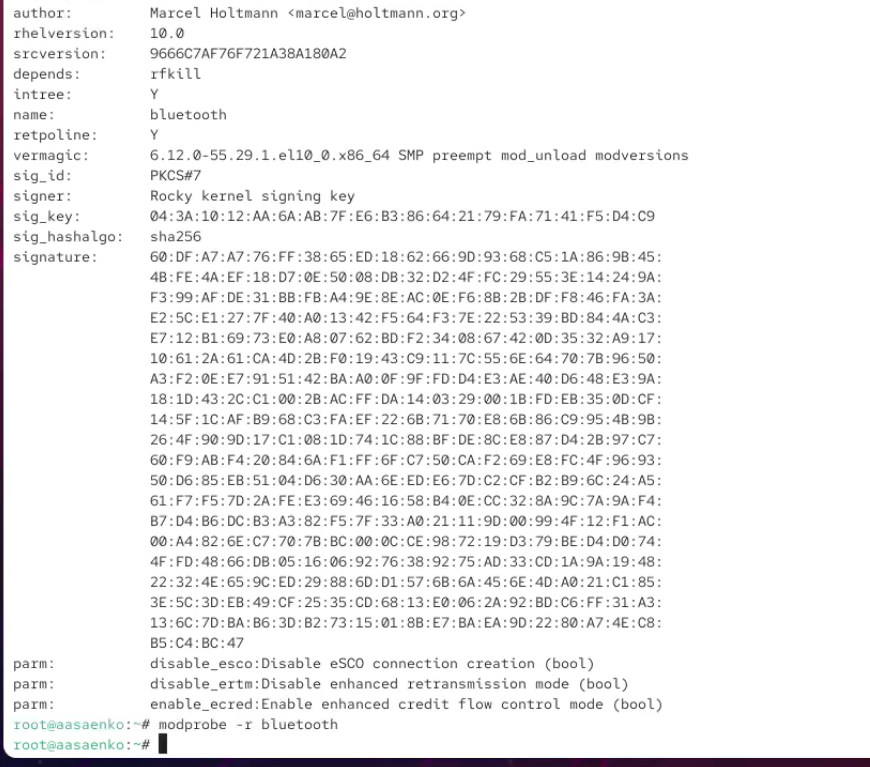 author:        Marcel Holtmann <marcel@holtmann.org>
rhelversion:   10.0
srcversion:    9666C7AF76F721A38A180A2
depends:       rfkill
intree:        Y
name:          bluetooth
retpoline:     Y
vermagic:      6.12.0-55.29.1.el10_0.x86_64 SMP preempt mod_unload modversions
sig_id:        PKCS#7
signer:        Rocky kernel signing key
sig_key:       04:3A:10:12:AA:6A:AB:7F:E6:B3:86:64:21:79:FA:71:41:F5:D4:C9
sig_hashalgo:  sha256
signature:     60:DF:A7:A7:76:FF:38:65:ED:18:62:66:9D:93:68:C5:1A:86:9B:45:
               4B:FE:4A:EF:18:D7:0E:50:08:DB:32:D2:4F:FC:29:55:3E:14:24:9A:
               F3:99:AF:DE:31:BB:FB:A4:9E:8E:AC:0E:F6:8B:2B:DF:F8:46:FA:3A:
               E2:5C:E1:27:7F:40:A0:13:42:F5:64:F3:7E:22:53:39:BD:84:4A:C3:
               E7:12:B1:69:73:E0:A8:07:62:BD:F2:34:08:67:42:0D:35:32:A9:17:
               10:61:2A:61:CA:4D:2B:F0:19:43:C9:11:7C:55:6E:64:70:7B:96:50:
               A3:F2:0E:E7:91:51:42:BA:A0:0F:9F:FD:D4:E3:AE:40:D6:48:E3:9A:
               18:1D:43:2C:C1:00:2B:AC:FF:DA:14:03:29:00:1B:FD:EB:35:0D:CF:
               14:5F:1C:AF:B9:68:C3:FA:EF:22:6B:71:70:E8:6B:86:C9:95:4B:9B:
               26:4F:90:9D:17:C1:08:1D:74:1C:88:BF:DE:8C:E8:87:D4:2B:97:C7:
               60:F9:AB:F4:20:84:6A:F1:FF:6F:C7:50:CA:F2:69:E8:FC:4F:96:93:
               50:D6:85:EB:51:04:D6:30:AA:6E:ED:E6:7D:C2:CF:B2:B9:6C:24:A5:
               61:F7:F5:7D:2A:FE:E3:69:46:16:58:B4:0E:CC:32:8A:9C:7A:9A:F4:
               B7:D4:B6:DC:B3:A3:82:F5:7F:33:A0:21:11:9D:00:99:4F:12:F1:AC:
               00:A4:82:6E:C7:70:7B:BC:00:0C:CE:98:72:19:D3:79:BE:D4:D0:74:
               4F:FD:48:66:DB:05:16:06:92:76:38:92:75:AD:33:CD:1A:9A:19:48:
               22:32:4E:65:9C:ED:29:88:6D:D1:57:6B:6A:45:6E:4D:A0:21:C1:85:
               3E:5C:3D:EB:49:CF:25:35:CD:68:13:E0:06:2A:92:BD:C6:FF:31:A3:
               13:6C:7D:BA:B6:3D:B2:73:15:01:8B:E7:BA:EA:9D:22:80:A7:4E:C8:
               B5:C4:BC:47
parm:          disable_esco:Disable eSCO connection creation (bool)
parm:          disable_ertm:Disable enhanced retransmission mode (bool)
parm:          enable_ecred:Enable enhanced credit flow control mode (bool)
root@aasaenko:~# modprobe -r bluetooth
root@aasaenko:~#